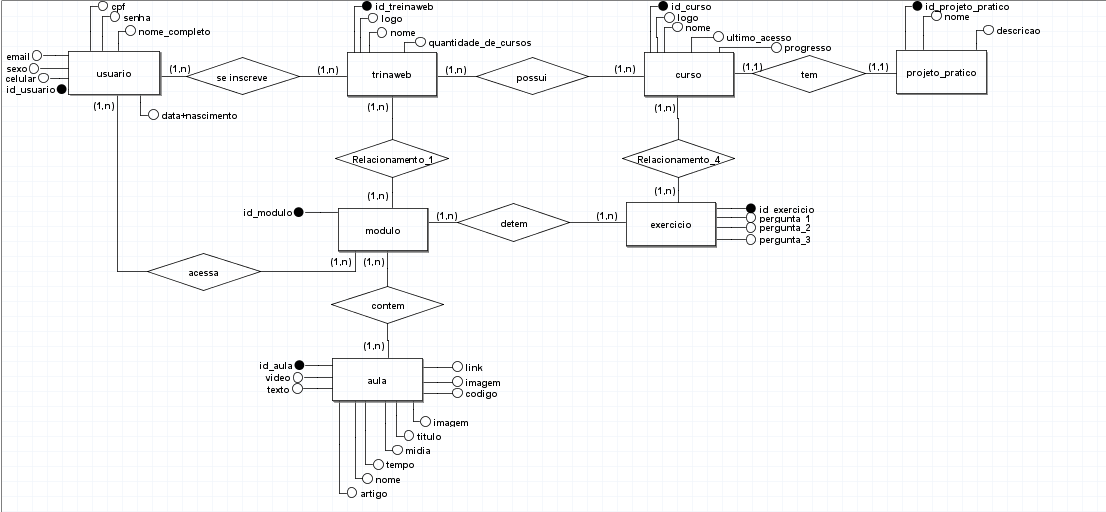 cpf
senha
nome_completo
email
sexo
celular
id_usuario
usuario
data+nascimento
(1,n)
(1,n)
se inscreve
(1,n)
id_treinaweb
logo
nome
quantidade_de_cursos
trinaweb
(1,n)
possui
(1,n)
id_curso
logo
nome
ultimo_acesso
progresso
curso
(1,1)
tem
(1,1)
id_projeto_pratico
nome
descricao
projeto_pratico
(1,n)
Relacionamento_1
(1,n)
(1,n)
Relacionamento_4
(1,n)
id_modulo
modulo
(1,n)
detem
(1,n)
exercicio
id_exercicio
pergunta_1
pergunta_2
pergunta_3
acessa
(1,n)
(1,n)
contem
(1,n)
id_aula
video
texto
aula
link
imagem
codigo
imagem
titulo
midia
tempo
nome
artigo